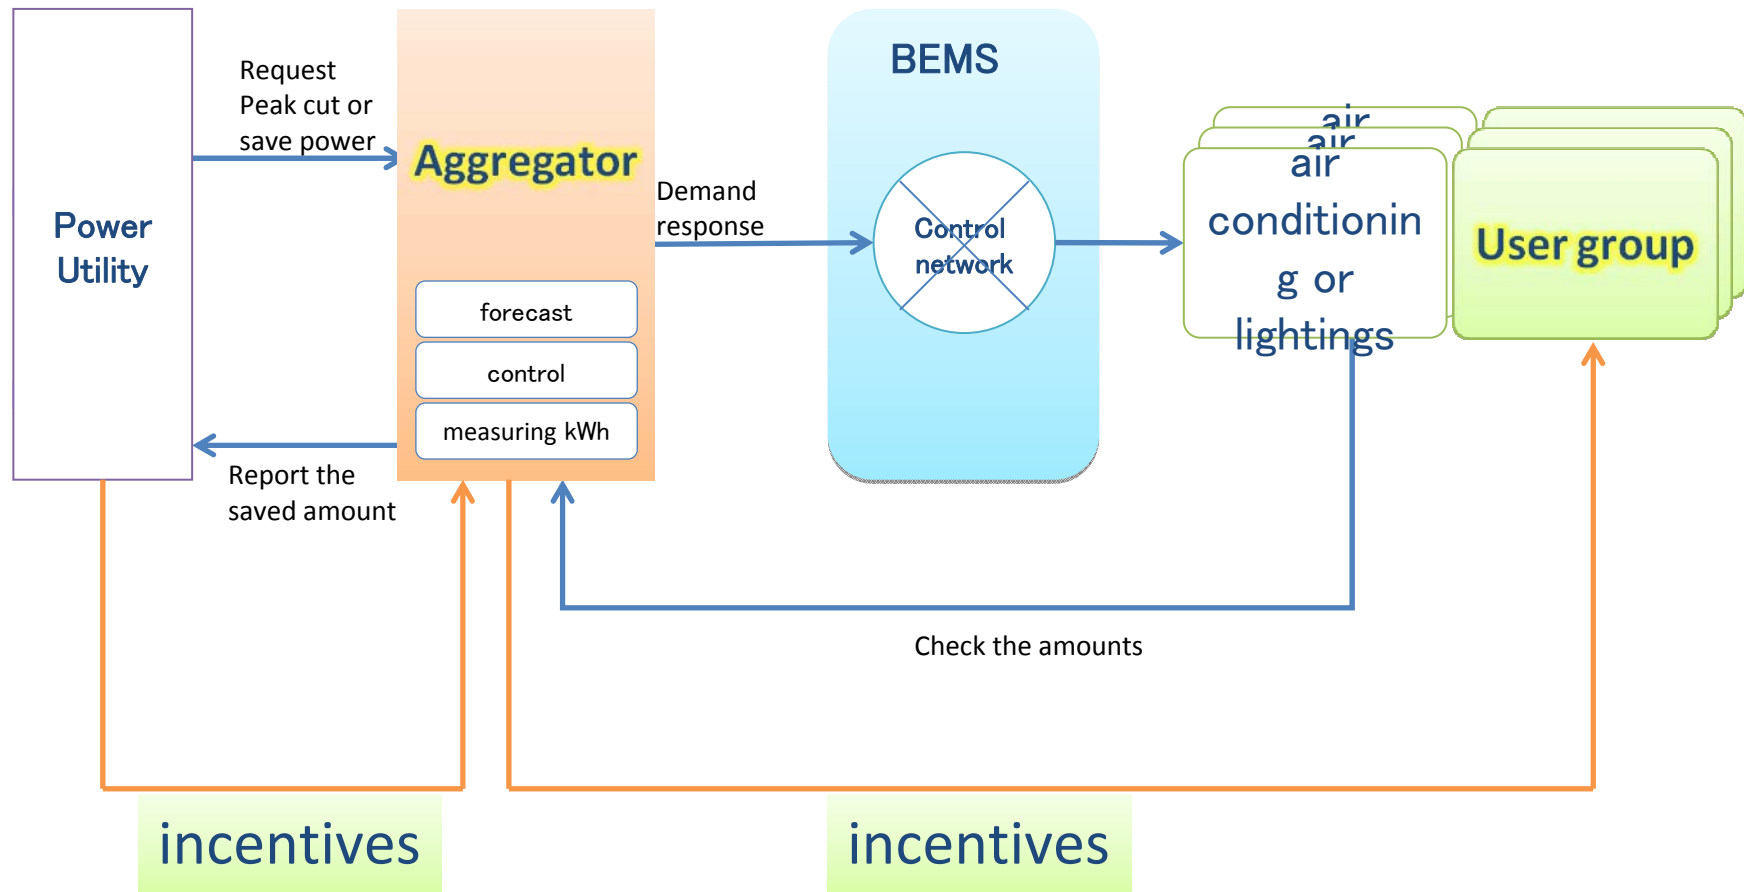 Power
Utility
Request
Peak cut or
save power
Aggregator
forecast
control
measuring kWh
Report the
saved amount
Demand
response
BEMS
Control
network
air
air
air
conditionin
g or
lightings
User group
Check the amounts
incentives
incentives